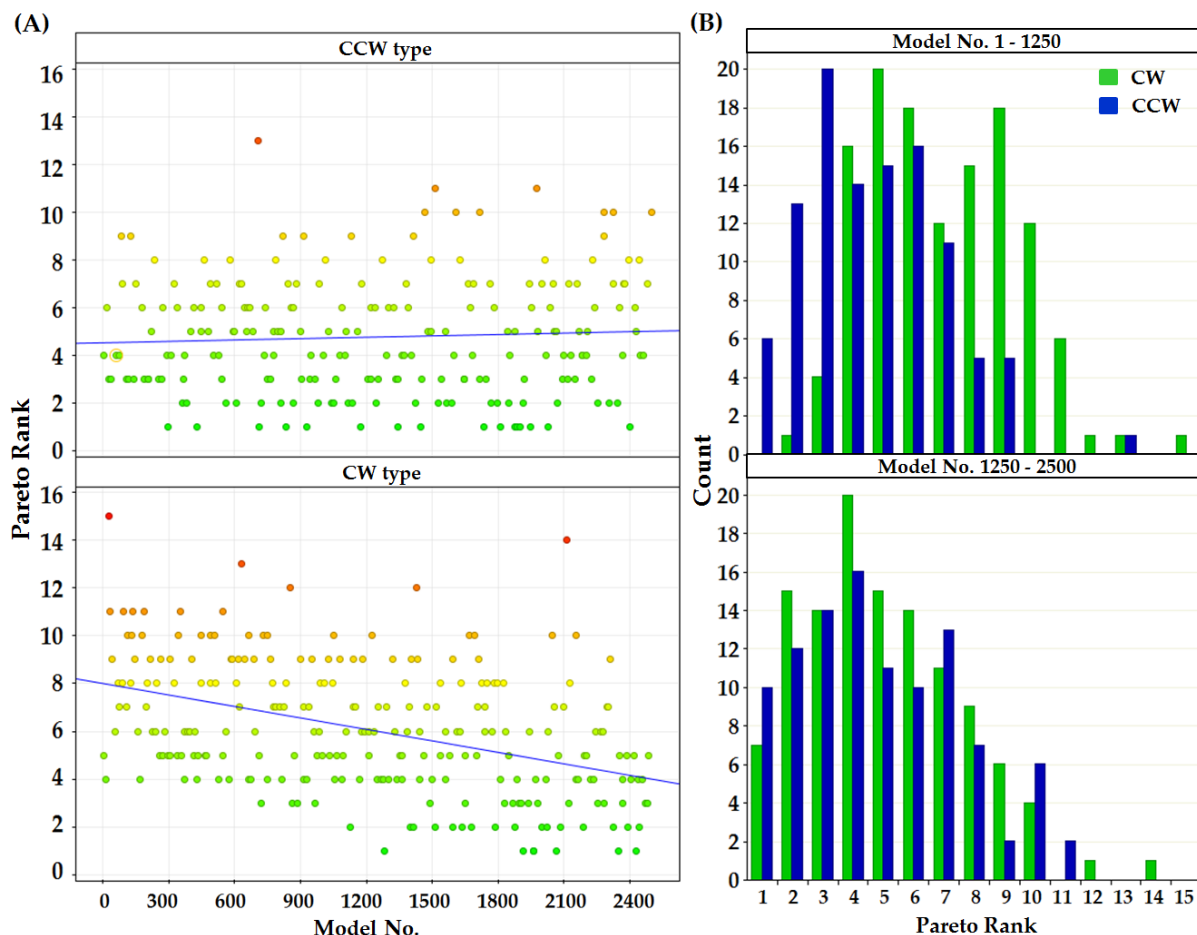 (A)
CCW type
16
14
12
10
8
6
4
2
0
CW type
16
14
12
10
8
6
4
2
0
Pareto Rank
0 300 600 900 1200 1500 1800 2100 2400
Model No.
(B)
Model No. 1 - 1250
CW
CCW
20
18
16
14
12
10
8
6
4
2
0
Model No. 1250 - 2500
20
18
16
14
12
10
8
6
4
2
0
Count
1 2 3 4 5 6 7 8 9 10 11 12 13 14 15
Pareto Rank